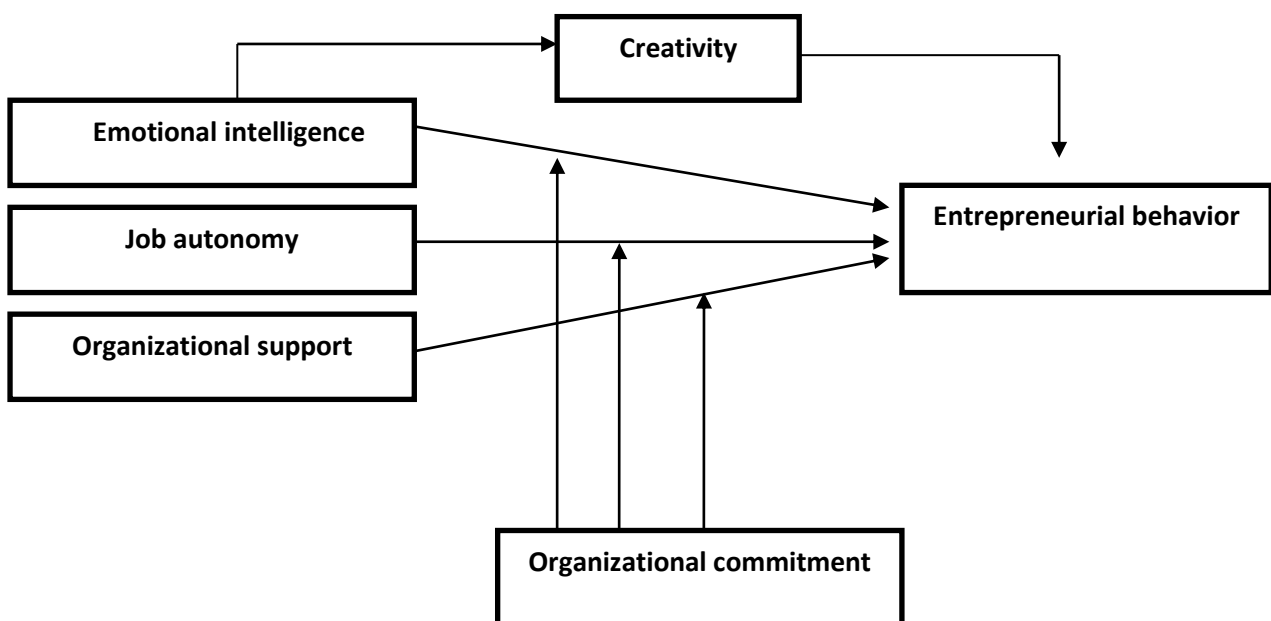 Creativity
Emotional intelligence
Entrepreneurial behavior
Job autonomy
Organizational support
Organizational commitment